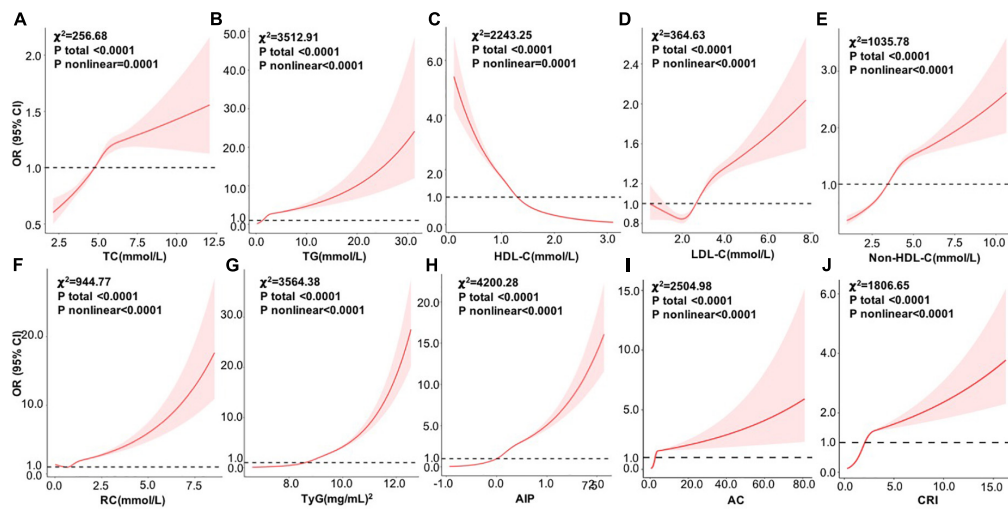 A
χ²=256.68
P total <0.0001
P nonlinear=0.0001
OR (95% CI)
2.0
1.5
1.0
0.5
2.5
5.0
7.5
10.0
12.5
TC(mmol/L)
B
χ²=3512.91
P total <0.0001
P nonlinear<0.0001
50.0
40.0
30.0
20.0
10.0
1.0
0.0
0.0
10.0
20.0
30.0
TG(mmol/L)
C
χ²=2243.25
P total <0.0001
P nonlinear=0.0001
6.0
4.0
2.0
1.0
0.0
0.0
1.0
2.0
3.0
HDL-C(mmol/L)
D
χ²=364.63
P total <0.0001
P nonlinear<0.0001
2.4
2.0
1.6
1.2
1.0
0.8
2.0
4.0
6.0
8.0
LDL-C(mmol/L)
E
χ²=1035.78
P total <0.0001
P nonlinear<0.0001
3.0
2.0
1.0
2.5
5.0
7.5
10.0
Non-HDL-C(mmol/L)
F
χ²=944.77
P total <0.0001
P nonlinear<0.0001
OR (95% CI)
20.0
10.0
1.0
0.0
0.0
2.5
5.0
7.5
RC(mmol/L)
G
χ²=3564.38
P total <0.0001
P nonlinear<0.0001
40.0
30.0
20.0
10.0
1.0
0.0
8.0
10.0
12.0
TyG(mg/mL)²
H
χ²=4200.28
P total <0.0001
P nonlinear<0.0001
20.0
15.0
10.0
5.0
1.0
0.0
-1.0
0.0
1.0
AIP
I
χ²=2504.98
P total <0.0001
P nonlinear<0.0001
15.0
10.0
5.0
1.0
0.0
0.0
20.0
40.0
60.0
80.0
AC
J
χ²=1806.65
P total <0.0001
P nonlinear<0.0001
6.0
4.0
2.0
1.0
0.0
0.0
5.0
10.0
15.0
CRI